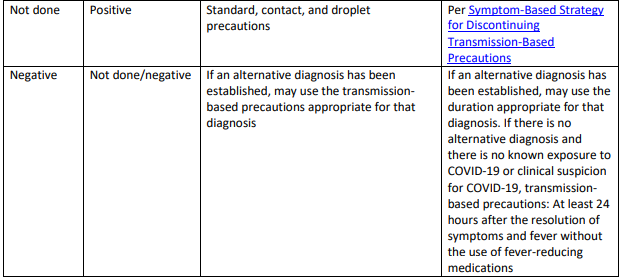 Not done
Positive
Standard, contact, and droplet
precautions
Per Symptom-Based Strategy
for Discontinuing
Transmission-Based
Precautions
Negative
Not done/negative
If an alternative diagnosis has been
established, may use the transmission-
based precautions appropriate for that
diagnosis
If an alternative diagnosis has
been established, may use the
duration appropriate for that
diagnosis. If there is no
alternative diagnosis and
there is no known exposure to
COVID-19 or clinical suspicion
for COVID-19, transmission-
based precautions: At least 24
hours after the resolution of
symptoms and fever without
the use of fever-reducing
medications